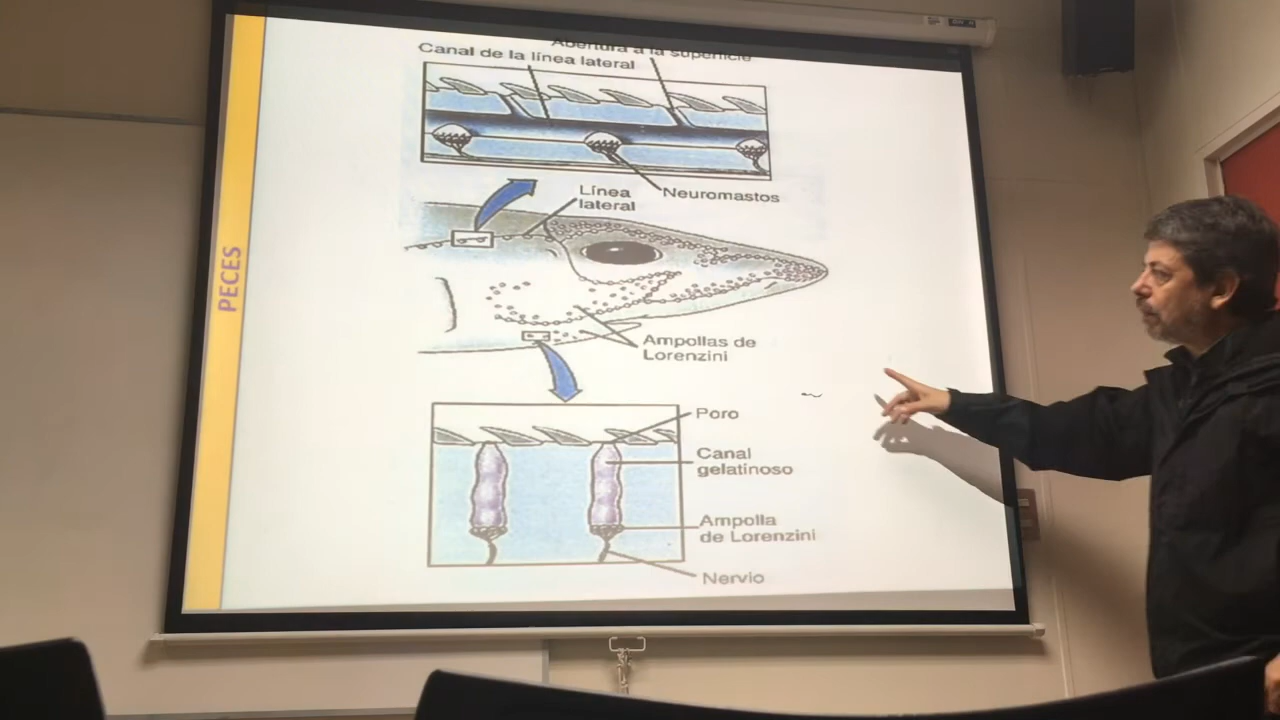 PECES
Abertura a la superficie
Canal de la línea lateral
Neuromastos
Línea
lateral
Ampollas de
Lorenzini
Poro
Canal
gelatinoso
Ampolla
de Lorenzini
Nervio